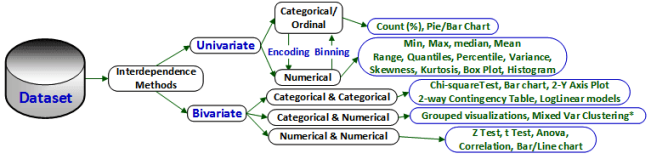 Dataset
Interdependence
Methods
Univariate
Bivariate
Categorical/
Ordinal
Encoding Binning
Numerical
Count (%), Pie/Bar Chart
Min, Max, median, Mean
Range, Quantiles, Percentile, Variance,
Skewness, Kurtosis, Box Plot, Histogram
Categorical & Categorical
Chi-squareTest, Bar chart, 2-Y Axis Plot
2-way Contingency Table, LogLinear models
Categorical & Numerical
Grouped visualizations, Mixed Var Clustering*
Numerical & Numerical
Z Test, t Test, Anova,
Correlation, Bar/Line chart